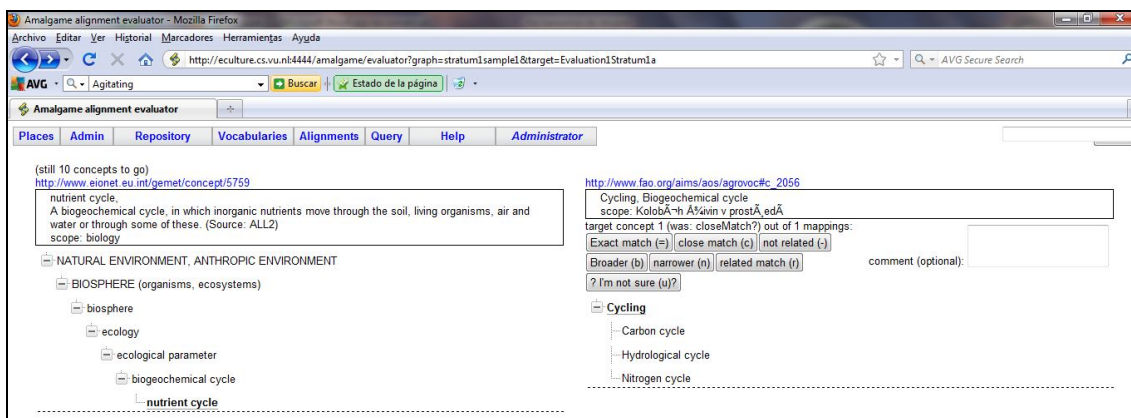 Amalgame alignment evaluator - Mozilla Firefox
Archivo Editar Ver Historial Marcadores Herramientas Ayuda
http://eculture.cs.vu.nl:4444/amalgame/evaluator?graph=stratum1sample1&target=Evaluation1Stratum1a
AVG Secure Search
AVG Agitating Buscar Estado de la página
Amalgame alignment evaluator
Places Admin Repository Vocabularies Alignments Query Help Administrator
(still 10 concepts to go)
http://www.eionet.eu.int/gemet/concept/5759
nutrient cycle,
A biogeochemical cycle, in which inorganic nutrients move through the soil, living organisms, air and
water or through some of these. (Source: ALL2)
scope: biology
NATURAL ENVIRONMENT, ANTHROPIC ENVIRONMENT
BIOSPHERE (organisms, ecosystems)
biosphere
ecology
ecological parameter
biogeochemical cycle
nutrient cycle
http://www.fao.org/aims/aos/agrovoc#c_2056
Cycling, Biogeochemical cycle
scope: KolobÃ¬h Å¾ivin v prostÅ™edÃ
target concept 1 (was: closeMatch?) out of 1 mappings:
Exact match (=) close match (c) not related (-)
Broader (b) narrower (n) related match (r)
comment (optional):
? I'm not sure (u)?
Cycling
Carbon cycle
Hydrological cycle
Nitrogen cycle